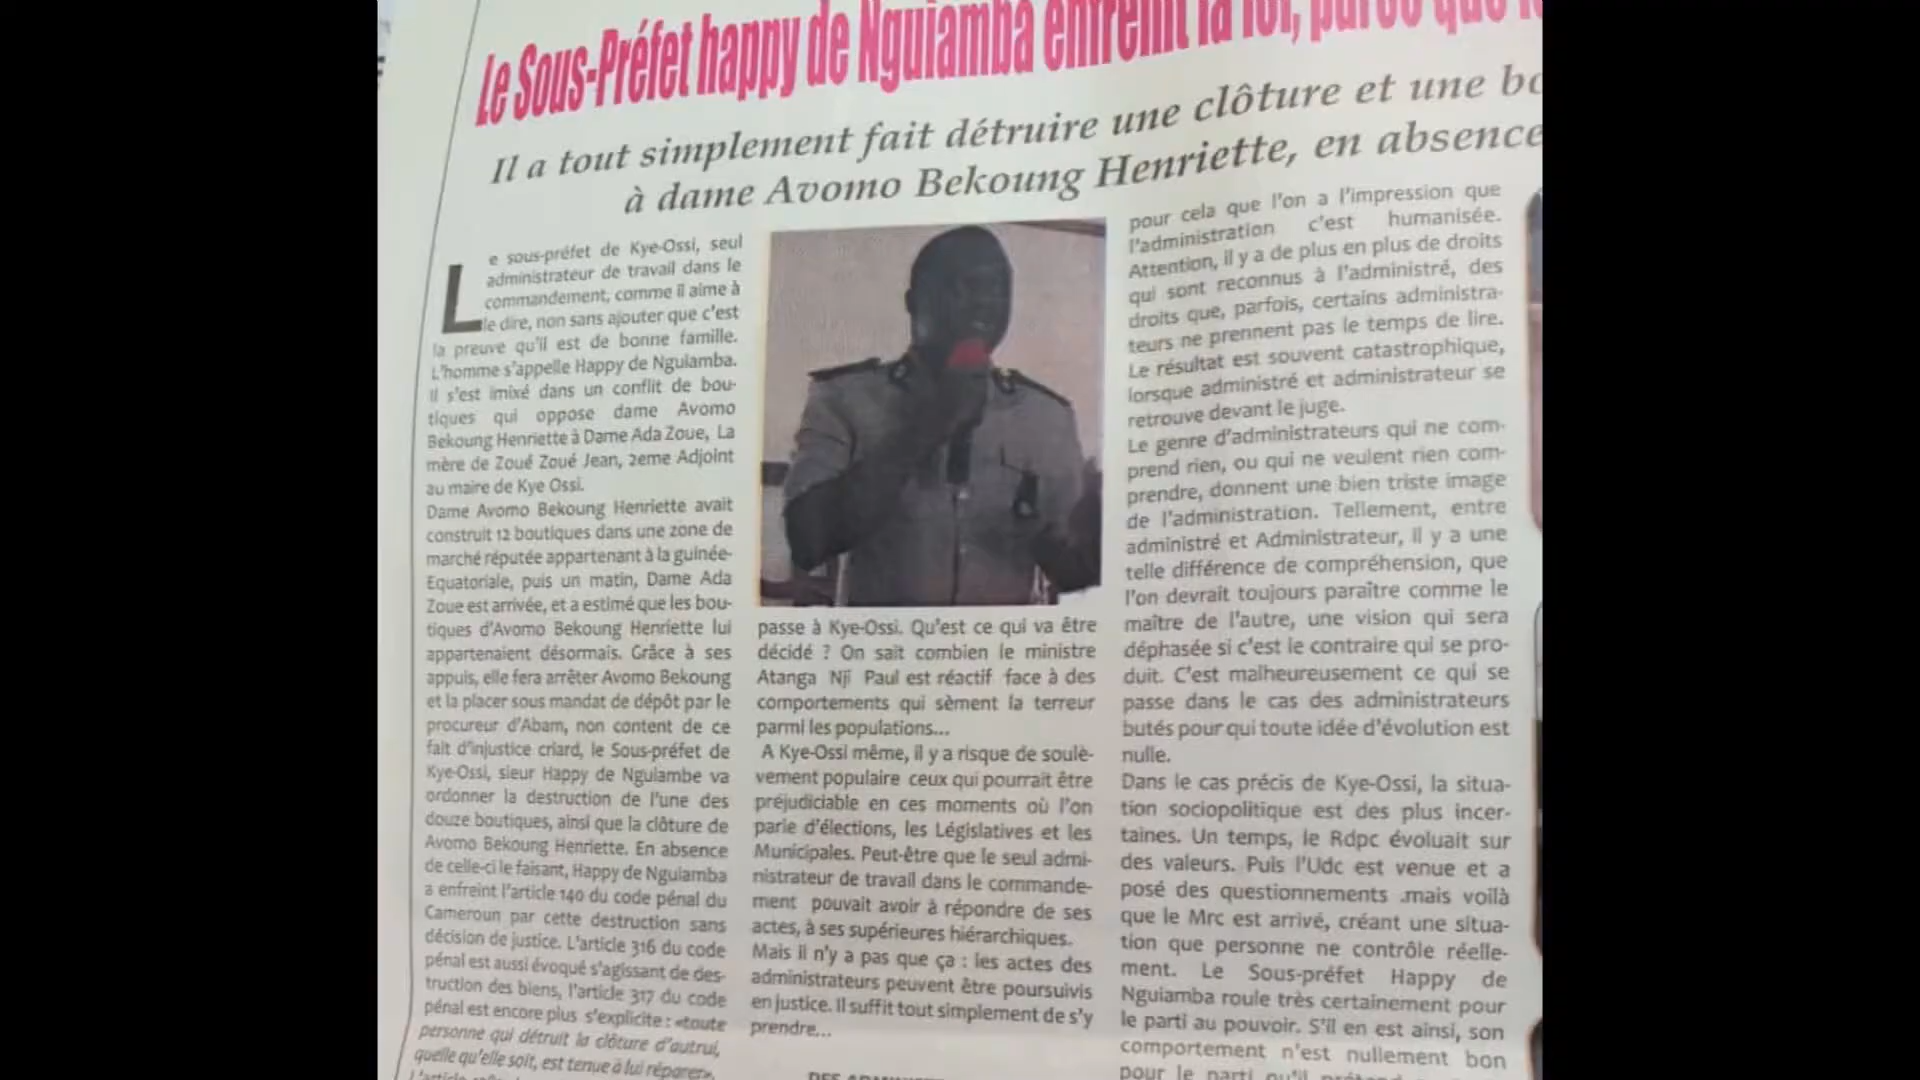 Le Sous-Préfet happy de Nguiamba enfreint la loi, parce que
Il a tout simplement fait détruire une clôture et une
à dame Avomo Bekoung Henriette, en absence
Le sous-préfet de Kye-Ossi, seul
administrateur de travail dans le
commandement, comme il aime à
le dire, non sans ajouter que c'est
la preuve qu'il est de bonne famille.
L'homme s'appelle Happy de Nguiamba.
Il s'est imixé dans un conflit de bou-
tiques qui oppose dame Avomo
Bekoung Henriette à Dame Ada Zoue, La
mère de Zoué Zoué Jean, 2eme Adjoint
au maire de Kye Ossi.
Dame Avomo Bekoung Henriette avait
construit 12 boutiques dans une zone de
marché réputée appartenant à la guinée-
Equatoriale, puis un matin, Dame Ada
Zoue est arrivée, et a estimé que les bou-
tiques d'Avomo Bekoung Henriette lui
appartenaient désormais. Grâce à ses
appuis, elle fera arrêter Avomo Bekoung
et la placer sous mandat de dépôt par le
procureur d'Abam, non content de ce
fait d'injustice criard, le Sous-préfet de
Kye-Ossi, sieur Happy de Nguiambe va
ordonner la destruction de l'une des
douze boutiques, ainsi que la clôture de
Avomo Bekoung Henriette. En absence
de celle-ci le faisant, Happy de Nguiamba
a enfreint l'article 140 du code pénal du
Cameroun par cette destruction sans
décision de justice. L'article 316 du code
pénal est aussi évoqué s'agissant de des-
truction des biens, l'article 317 du code
pénal est encore plus s'explicite : «toute
personne qui détruit la clôture d'autrui,
quelle qu'elle soit, est tenue à lui réparer».
passe à Kye-Ossi. Qu'est ce qui va être
décidé ? On sait combien le ministre
Atanga Nji Paul est réactif face à des
comportements qui sèment la terreur
parmi les populations...
A Kye-Ossi même, il y a risque de soulè-
vement populaire ceux qui pourrait être
préjudiciable en ces moments où l'on
parle d'élections, les Législatives et les
Municipales. Peut-être que le seul admi-
nistrateur de travail dans le commande-
ment pouvait avoir à répondre de ses
actes, à ses supérieures hiérarchiques.
Mais il n'y a pas que ça : les actes des
administrateurs peuvent être poursuivis
en justice. Il suffit tout simplement de s'y
prendre...
pour cela que l'on a l'impression que
l'administration c'est humanisée.
Attention, il y a de plus en plus de droits
qui sont reconnus à l'administré, des
droits que, parfois, certains administra-
teurs ne prennent pas le temps de lire.
Le résultat est souvent catastrophique,
lorsque administré et administrateur se
retrouve devant le juge.
Le genre d'administrateurs qui ne com-
prend rien, ou qui ne veulent rien com-
prendre, donnent une bien triste image
de l'administration. Tellement, entre
administré et Administrateur, il y a une
telle différence de compréhension, que
l'on devrait toujours paraître comme le
maître de l'autre, une vision qui sera
déphasée si c'est le contraire qui se pro-
duit. C'est malheureusement ce qui se
passe dans le cas des administrateurs
butés pour qui toute idée d'évolution est
nulle.
Dans le cas précis de Kye-Ossi, la situa-
tion sociopolitique est des plus incer-
taines. Un temps, le Rdpc évoluait sur
des valeurs. Puis l'Udc est venue et a
posé des questionnements .mais voilà
que le Mrc est arrivé, créant une situa-
tion que personne ne contrôle réelle-
ment. Le Sous-préfet Happy de
Nguiamba roule très certainement pour
le parti au pouvoir. S'il en est ainsi, son
comportement n'est nullement bon
pour le parti qu'il